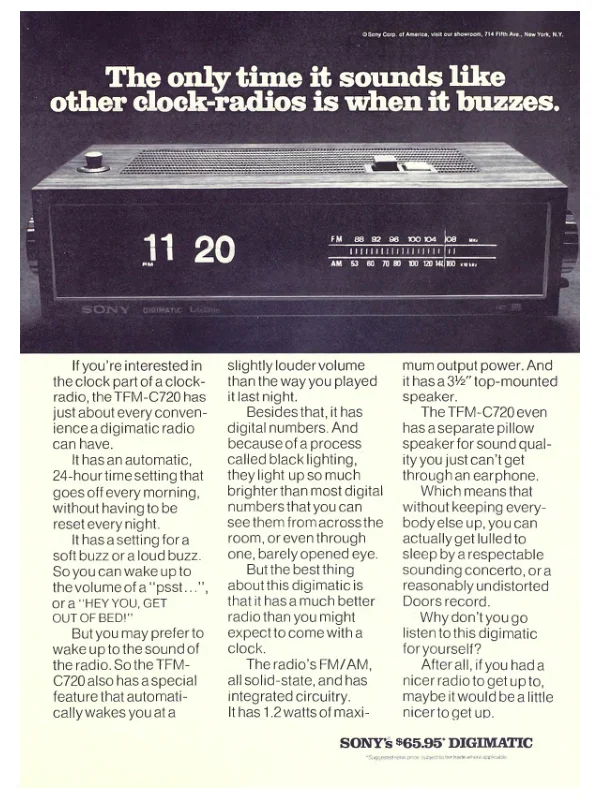 © Sony Corp. of America, visit our showroom, 714 Fifth Ave., New York, N.Y.
The only time it sounds like
other clock-radios is when it buzzes.
11 20
PM
FM 88 92 96 100 104 108
AM 53 60 70 80 100 120 140 160
SONY DIGIMATIC
If you're interested in
the clock part of a clock-
radio, the TFM-C720 has
just about every conven-
ience a digimatic radio
can have.
It has an automatic,
24-hour time setting that
goes off every morning,
without having to be
reset every night.
It has a setting for a
soft buzz or a loud buzz.
So you can wake up to
the volume of a "psst...",
or a "HEY YOU, GET
OUT OF BED!"
But you may prefer to
wake up to the sound of
the radio. So the TFM-
C720 also has a special
feature that automati-
cally wakes you at a
slightly louder volume
than the way you played
it last night.
Besides that, it has
digital numbers. And
because of a process
called black lighting,
they light up so much
brighter than most digital
numbers that you can
see them from across the
room, or even through
one, barely opened eye.
But the best thing
about this digimatic is
that it has a much better
radio than you might
expect to come with a
clock.
The radio's FM/AM,
all solid-state, and has
integrated circuitry.
It has 1.2 watts of maxi-
mum output power. And
it has a 3½" top-mounted
speaker.
The TFM-C720 even
has a separate pillow
speaker for sound qual-
ity you just can't get
through an earphone.
Which means that
without keeping every-
body else up, you can
actually get lulled to
sleep by a respectable
sounding concerto, or a
reasonably undistorted
Doors record.
Why don't you go
listen to this digimatic
for yourself?
After all, if you had a
nicer radio to get up to,
maybe it would be a little
nicer to get up.
SONY's $65.95* DIGIMATIC
*Suggested retail price subject to fair trade where applicable.